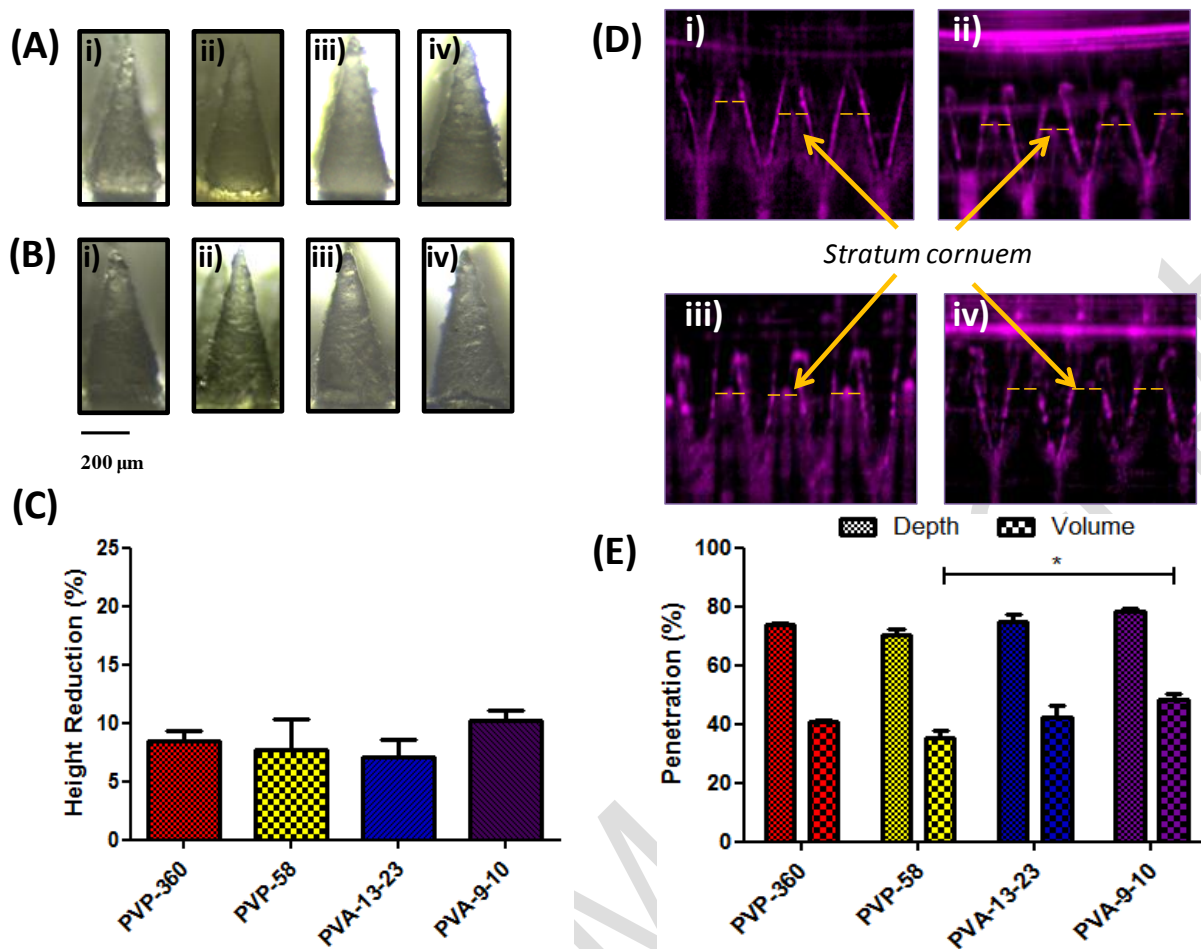 (A)
i)
ii)
iii)
iv)
(B)
i)
ii)
iii)
iv)
200 µm
(C)
25
20
15
10
5
0
Height Reduction (%)
PVP-360
PVP-58
PVA-13-23
PVA-9-10
(D)
i)
ii)
Stratum cornuem
iii)
iv)
(E)
Depth
Volume
*
100
80
60
40
20
0
Penetration (%)
PVP-360
PVP-58
PVA-13-23
PVA-9-10